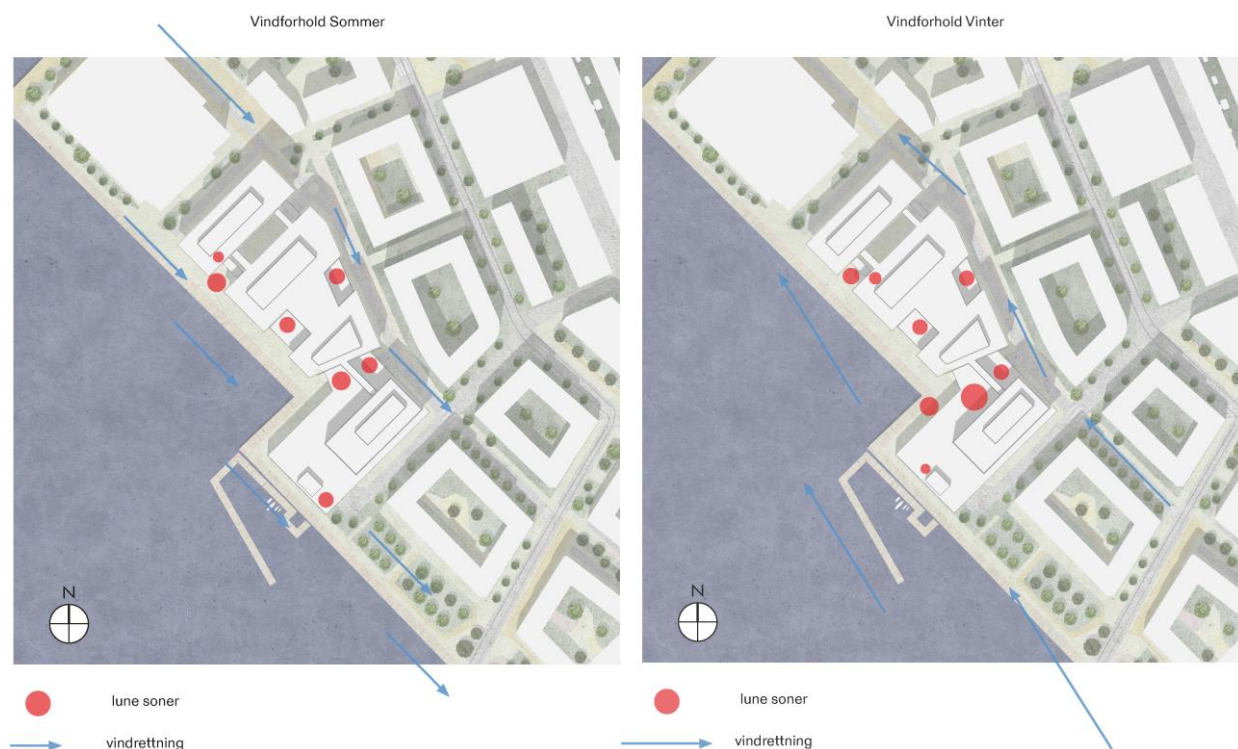 Vindforhold Sommer
Vindforhold Vinter
N
N
lune soner
vindrettning
lune soner
vindrettning